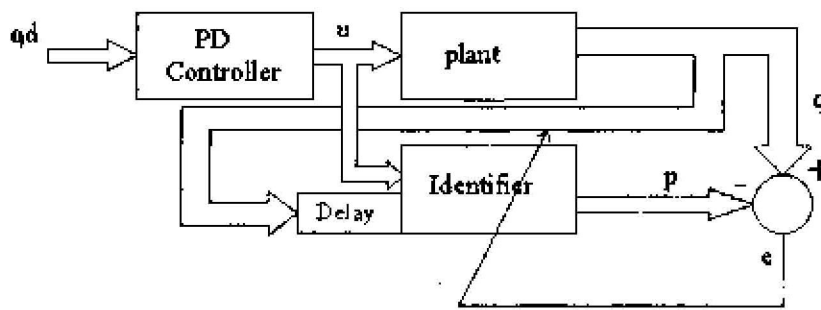 qd
PD
Controller
u
plant
q
Identifier
Delay
p
-
+
e